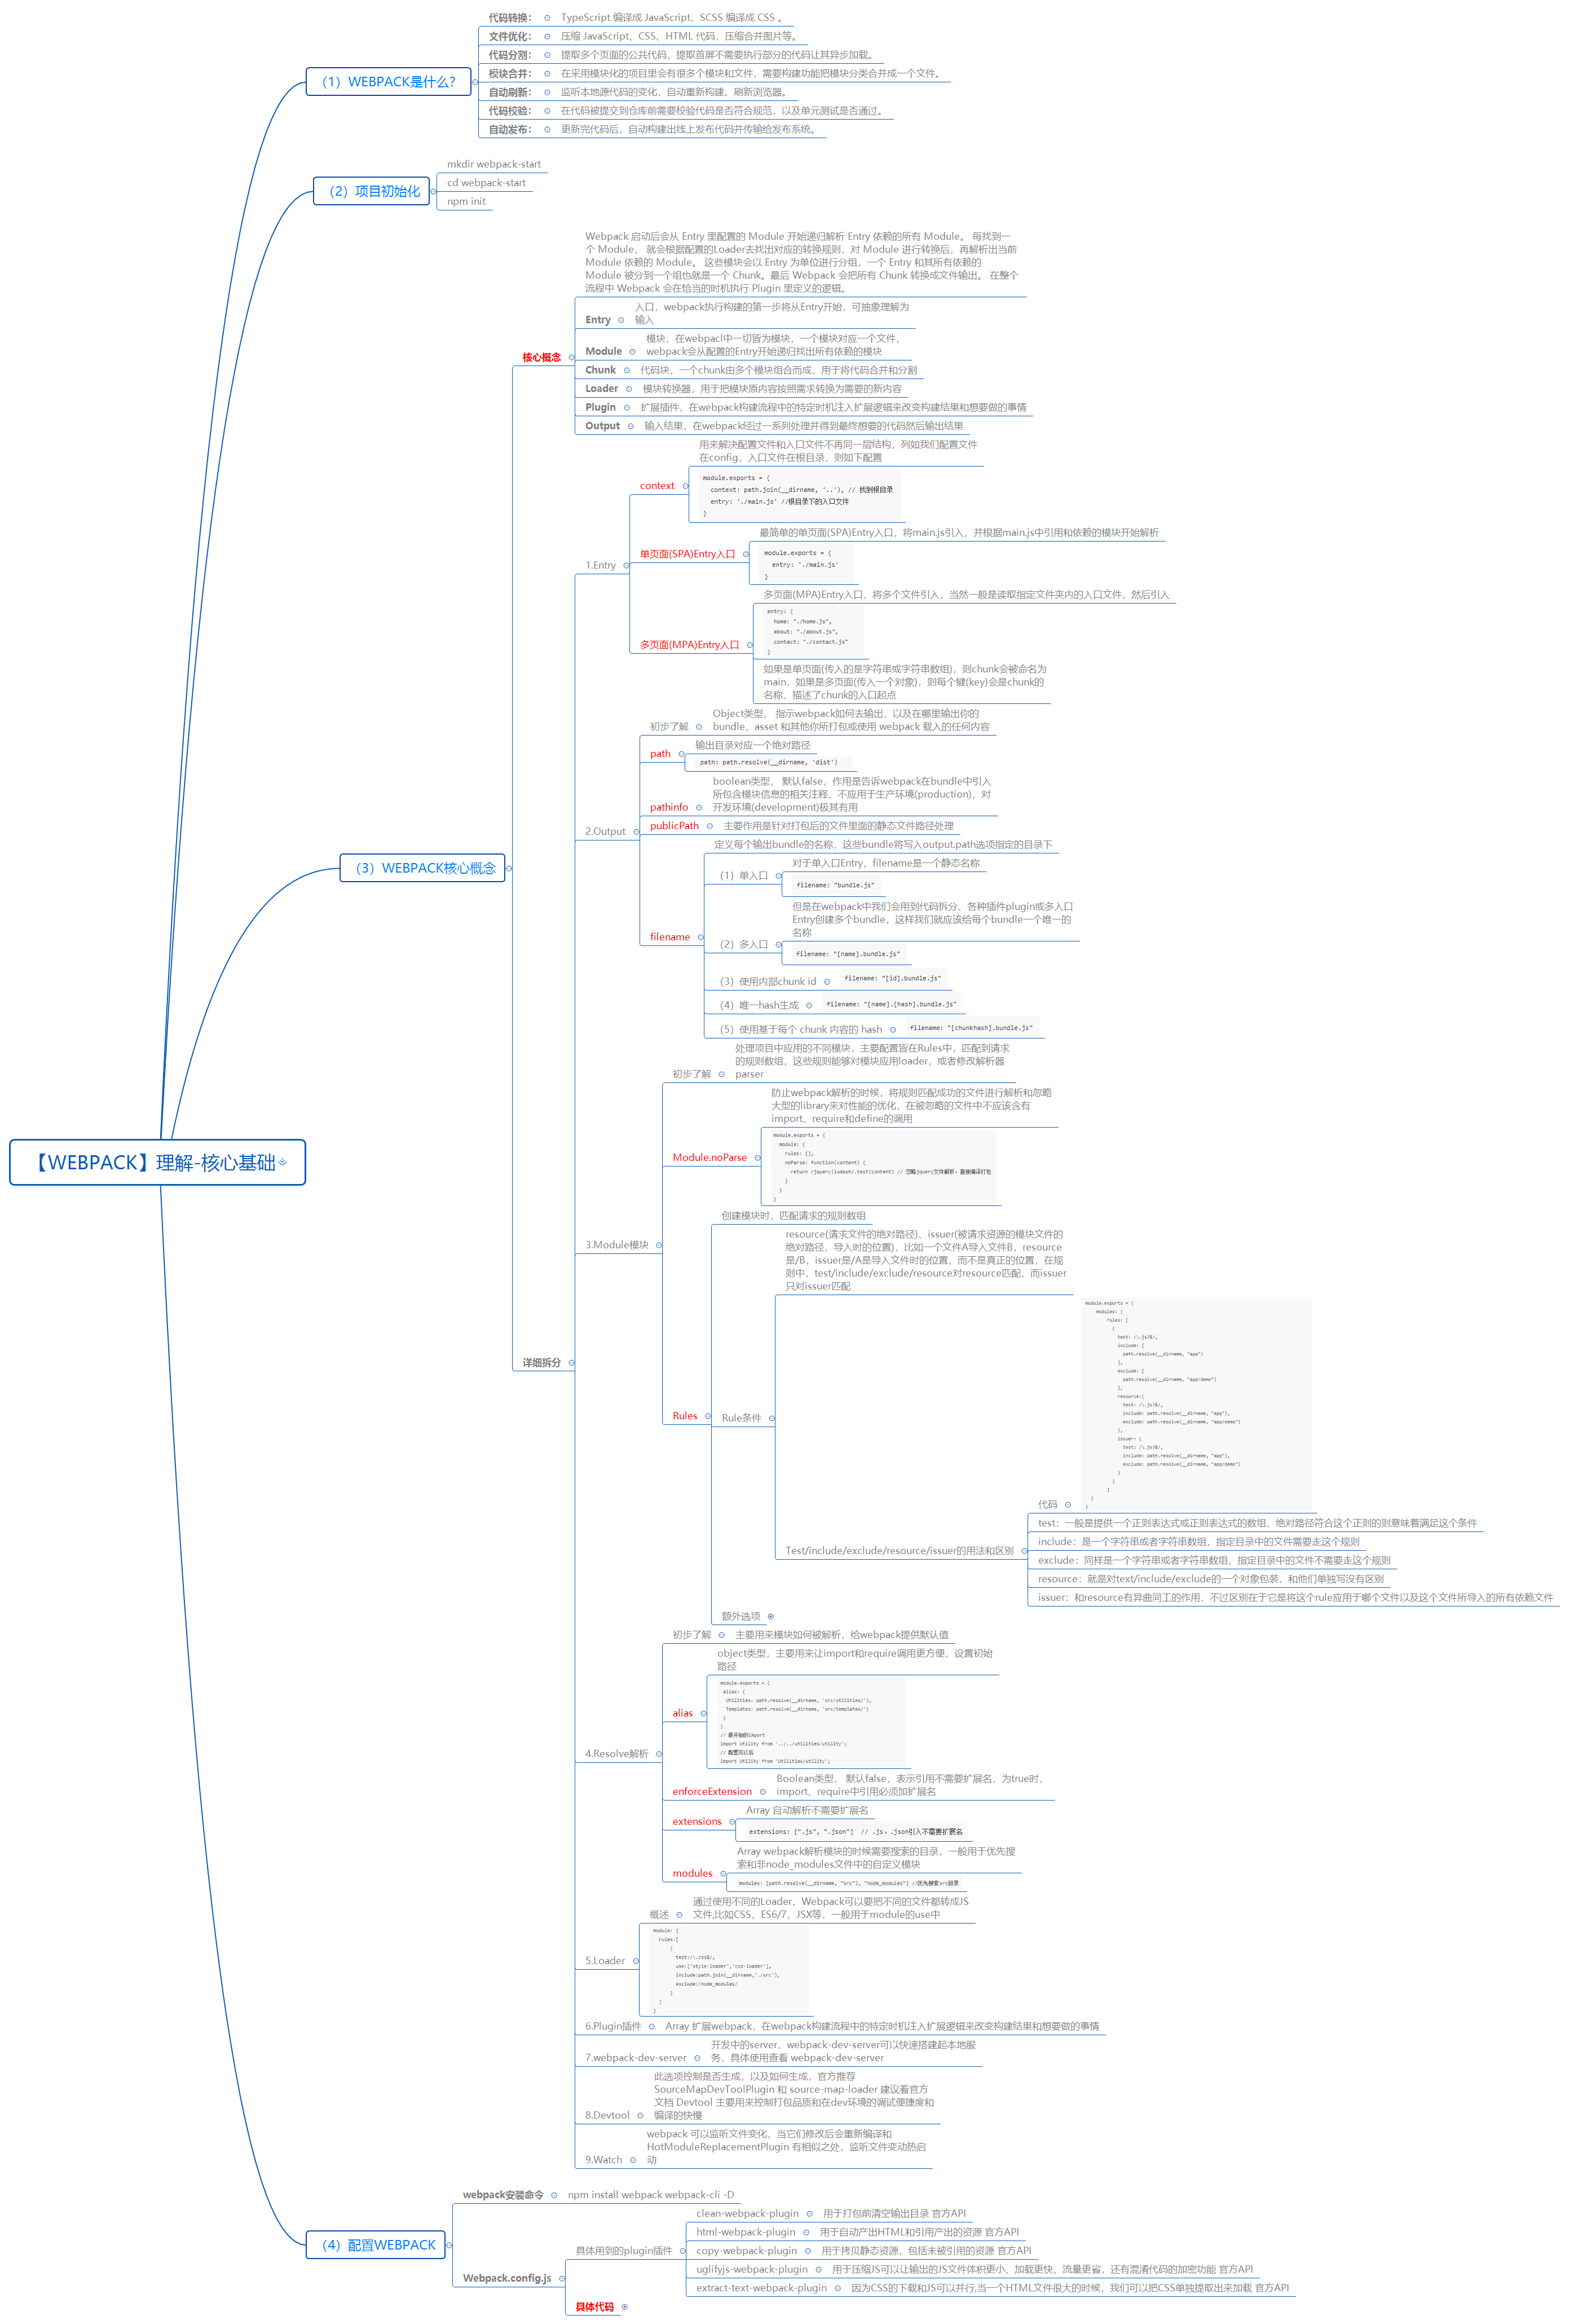 【WEBPACK】理解-核心基础
（1）WEBPACK是什么？
代码转换：
TypeScript 编译成 JavaScript、SCSS 编译成 CSS 。
文件优化：
压缩 JavaScript、CSS、HTML 代码，压缩合并图片等。
代码分割：
提取多个页面的公共代码、提取首屏不需要执行部分的代码让其异步加载。
模块合并：
在采用模块化的项目里会有很多个模块和文件，需要构建功能把模块分类合并成一个文件。
自动刷新：
监听本地源代码的变化，自动重新构建、刷新浏览器。
代码校验：
在代码被提交到仓库前需要校验代码是否符合规范，以及单元测试是否通过。
自动发布：
更新完代码后，自动构建出线上发布代码并传输给发布系统。
（2）项目初始化
mkdir webpack-start
cd webpack-start
npm init
（3）WEBPACK核心概念
核心概念
Webpack 启动后会从 Entry 里配置的 Module 开始递归解析 Entry 依赖的所有 Module。 每找到一
个 Module， 就会根据配置的Loader去找出对应的转换规则，对 Module 进行转换后，再解析出当前
Module 依赖的 Module。 这些模块会以 Entry 为单位进行分组，一个 Entry 和其所有依赖的
Module 被分到一个组也就是一个 Chunk。最后 Webpack 会把所有 Chunk 转换成文件输出。 在整个
流程中 Webpack 会在恰当的时机执行 Plugin 里定义的逻辑。
Entry
入口，webpack执行构建的第一步将从Entry开始，可抽象理解为
输入
Module
模块，在webpacl中一切皆为模块，一个模块对应一个文件，
webpack会从配置的Entry开始递归找出所有依赖的模块
Chunk
代码块，一个chunk由多个模块组合而成，用于将代码合并和分割
Loader
模块转换器，用于把模块原内容按照需求转换为需要的新内容
Plugin
扩展插件，在webpack构建流程中的特定时机注入扩展逻辑来改变构建结果和想要做的事情
Output
输入结果，在webpack经过一系列处理并得到最终想要的代码然后输出结果
详细拆分
1.Entry
context
用来解决配置文件和入口文件不再同一层结构，列如我们配置文件
在config，入口文件在根目录，则如下配置
module.exports = {
context: path.join(__dirname, '..'), // 找到根目录
entry: './main.js' //根目录下的入口文件
}
单页面(SPA)Entry入口
最简单的单页面(SPA)Entry入口，将main.js引入，并根据main.js中引用和依赖的模块开始解析
module.exports = {
entry: './main.js'
}
多页面(MPA)Entry入口
多页面(MPA)Entry入口，将多个文件引入，当然一般是读取指定文件夹内的入口文件，然后引入
entry: {
home: "./home.js",
about: "./about.js",
contact: "./contact.js"
}
如果是单页面(传入的是字符串或字符串数组)，则chunk会被命名为
main，如果是多页面(传入一个对象)，则每个键(key)会是chunk的
名称，描述了chunk的入口起点
2.Output
初步了解
Object类型， 指示webpack如何去输出，以及在哪里输出你的
bundle、asset 和其他你所打包或使用 webpack 载入的任何内容
path
输出目录对应一个绝对路径
path: path.resolve(__dirname, 'dist')
pathinfo
boolean类型， 默认false，作用是告诉webpack在bundle中引入
所包含模块信息的相关注释，不应用于生产环境(production)，对
开发环境(development)极其有用
publicPath
主要作用是针对打包后的文件里面的静态文件路径处理
filename
定义每个输出bundle的名称，这些bundle将写入output.path选项指定的目录下
（1）单入口
对于单入口Entry，filename是一个静态名称
filename: "bundle.js"
（2）多入口
但是在webpack中我们会用到代码拆分、各种插件plugin或多入口
Entry创建多个bundle，这样我们就应该给每个bundle一个唯一的
名称
filename: "[name].bundle.js"
（3）使用内部chunk id
filename: "[id].bundle.js"
（4）唯一hash生成
filename: "[name].[hash].bundle.js"
（5）使用基于每个 chunk 内容的 hash
filename: "[chunkhash].bundle.js"
3.Module模块
初步了解
处理项目中应用的不同模块，主要配置皆在Rules中，匹配到请求
的规则数组，这些规则能够对模块应用loader，或者修改解析器
parser
Module.noParse
防止webpack解析的时候，将规则匹配成功的文件进行解析和忽略
大型的library来对性能的优化，在被忽略的文件中不应该含有
import、require和define的调用
module.exports = {
module: {
rules: [],
noParse: function(content) {
return /jquery|lodash/.test(content) // 忽略jquery文件解析，直接编译打包
}
}
}
Rules
创建模块时，匹配请求的规则数组
Rule条件
resource(请求文件的绝对路径)、issuer(被请求资源的模块文件的
绝对路径，导入时的位置)，比如一个文件A导入文件B，resource
是/B，issuer是/A是导入文件时的位置，而不是真正的位置，在规
则中，test/include/exclude/resource对resource匹配，而issuer
只对issuer匹配
Test/include/exclude/resource/issuer的用法和区别
代码
module.exports = {
modules: {
rules: [
{
test: /\.js?$/,
include: [
path.resolve(__dirname, "app")
],
exclude: [
path.resolve(__dirname, "app/demo")
],
resource:{
test: /\.js?$/,
include: path.resolve(__dirname, "app"),
exclude: path.resolve(__dirname, "app/demo")
},
issuer: {
test: /\.js?$/,
include: path.resolve(__dirname, "app"),
exclude: path.resolve(__dirname, "app/demo")
}
}
]
}
}
test：一般是提供一个正则表达式或正则表达式的数组，绝对路径符合这个正则的则意味着满足这个条件
include：是一个字符串或者字符串数组，指定目录中的文件需要走这个规则
exclude：同样是一个字符串或者字符串数组，指定目录中的文件不需要走这个规则
resource：就是对text/include/exclude的一个对象包装，和他们单独写没有区别
issuer：和resource有异曲同工的作用，不过区别在于它是将这个rule应用于哪个文件以及这个文件所导入的所有依赖文件
额外选项
4.Resolve解析
初步了解
主要用来模块如何被解析，给webpack提供默认值
alias
object类型，主要用来让import和require调用更方便，设置初始
路径
module.exports = {
alias: {
Utilities: path.resolve(__dirname, 'src/utilities/'),
Templates: path.resolve(__dirname, 'src/templates/')
}
}
// 最开始的import
import Utility from '../../utilities/utility';
// 配置完以后
import Utility from 'Utilities/utility';
enforceExtension
Boolean类型， 默认false，表示引用不需要扩展名，为true时，
import、require中引用必须加扩展名
extensions
Array 自动解析不需要扩展名
extensions: [".js", ".json"] // .js、.json引入不需要扩展名
modules
Array webpack解析模块的时候需要搜索的目录，一般用于优先搜
索和非node_modules文件中的自定义模块
modules: [path.resolve(__dirname, "src"), "node_modules"] //优先搜索src目录
5.Loader
概述
通过使用不同的Loader，Webpack可以要把不同的文件都转成JS
文件,比如CSS、ES6/7、JSX等，一般用于module的use中
module: {
rules:[
{
test:/\.css$/,
use:['style-loader','css-loader'],
include:path.join(__dirname,'./src'),
exclude:/node_modules/
}
]
}
6.Plugin插件
Array 扩展webpack，在webpack构建流程中的特定时机注入扩展逻辑来改变构建结果和想要做的事情
7.webpack-dev-server
开发中的server，webpack-dev-server可以快速搭建起本地服
务，具体使用查看 webpack-dev-server
8.Devtool
此选项控制是否生成，以及如何生成，官方推荐
SourceMapDevToolPlugin 和 source-map-loader 建议看官方
文档 Devtool 主要用来控制打包品质和在dev环境的调试便捷度和
编译的快慢
9.Watch
webpack 可以监听文件变化，当它们修改后会重新编译和
HotModuleReplacementPlugin 有相似之处，监听文件变动热启
动
（4）配置WEBPACK
webpack安装命令
npm install webpack webpack-cli -D
Webpack.config.js
具体用到的plugin插件
clean-webpack-plugin
用于打包前清空输出目录 官方API
html-webpack-plugin
用于自动产出HTML和引用产出的资源 官方API
copy-webpack-plugin
用于拷贝静态资源，包括未被引用的资源 官方API
uglifyjs-webpack-plugin
用于压缩JS可以让输出的JS文件体积更小、加载更快、流量更省，还有混淆代码的加密功能 官方API
extract-text-webpack-plugin
因为CSS的下载和JS可以并行,当一个HTML文件很大的时候，我们可以把CSS单独提取出来加载 官方API
具体代码